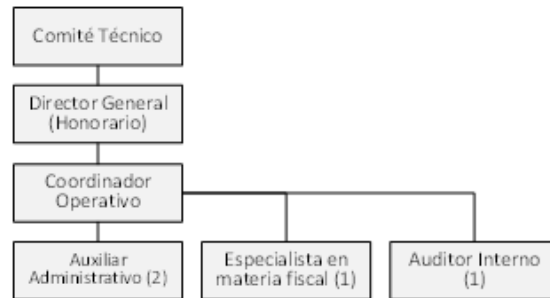 Comité Técnico
Director General
(Honorario)
Coordinador
Operativo
Auxiliar
Administrativo (2)
Especialista en
materia fiscal (1)
Auditor Interno
(1)